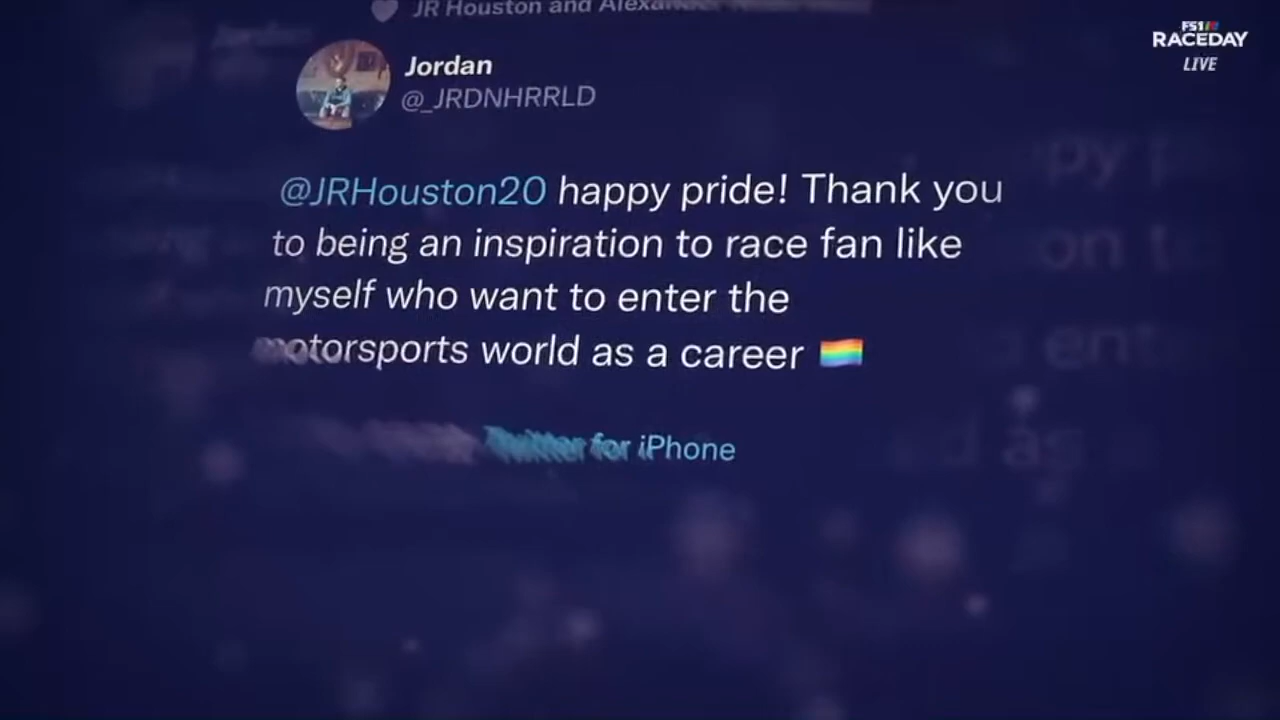 JR Houston and
FS1
RACEDAY
LIVE
Jordan
@_JRDNHRRLD
@JRHouston20 happy pride! Thank you
to being an inspiration to race fan like
myself who want to enter the
motorsports world as a career
Twitter for iPhone